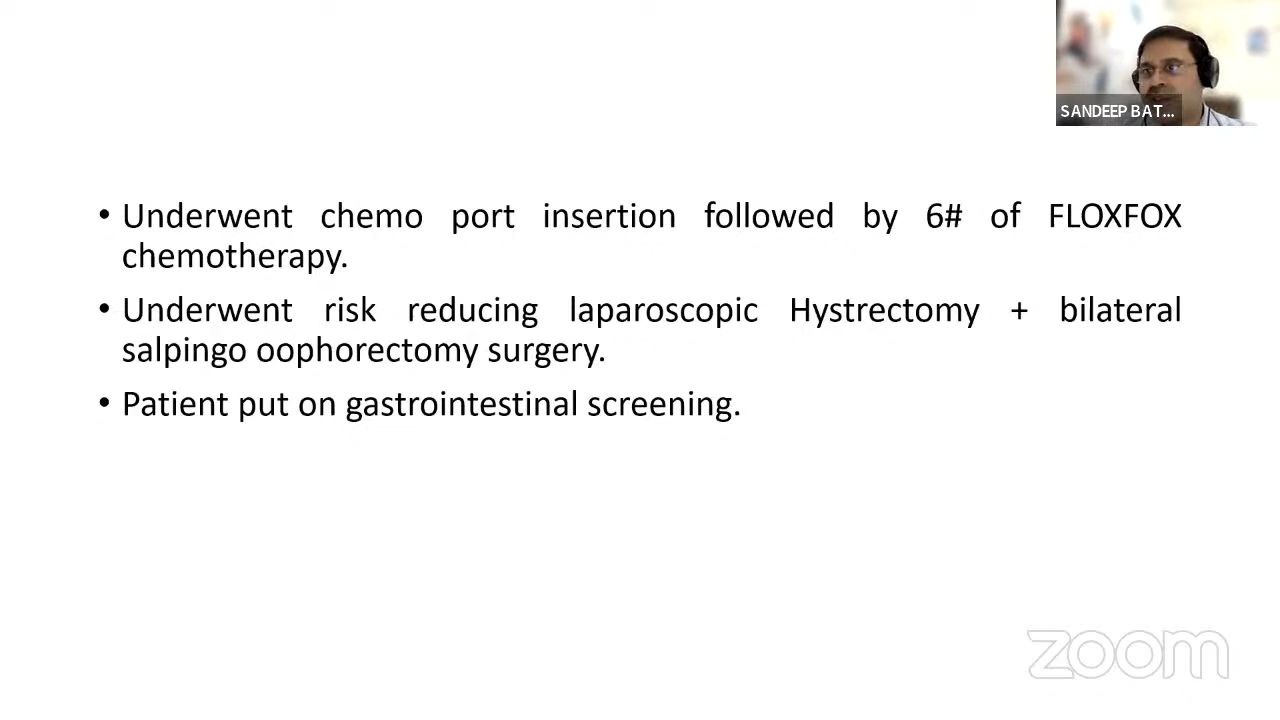 SANDEEP BAT...
• Underwent chemo port insertion followed by 6# of FLOXFOX
chemotherapy.
• Underwent risk reducing laparoscopic Hystrectomy + bilateral
salpingo oophorectomy surgery.
• Patient put on gastrointestinal screening.
zoom